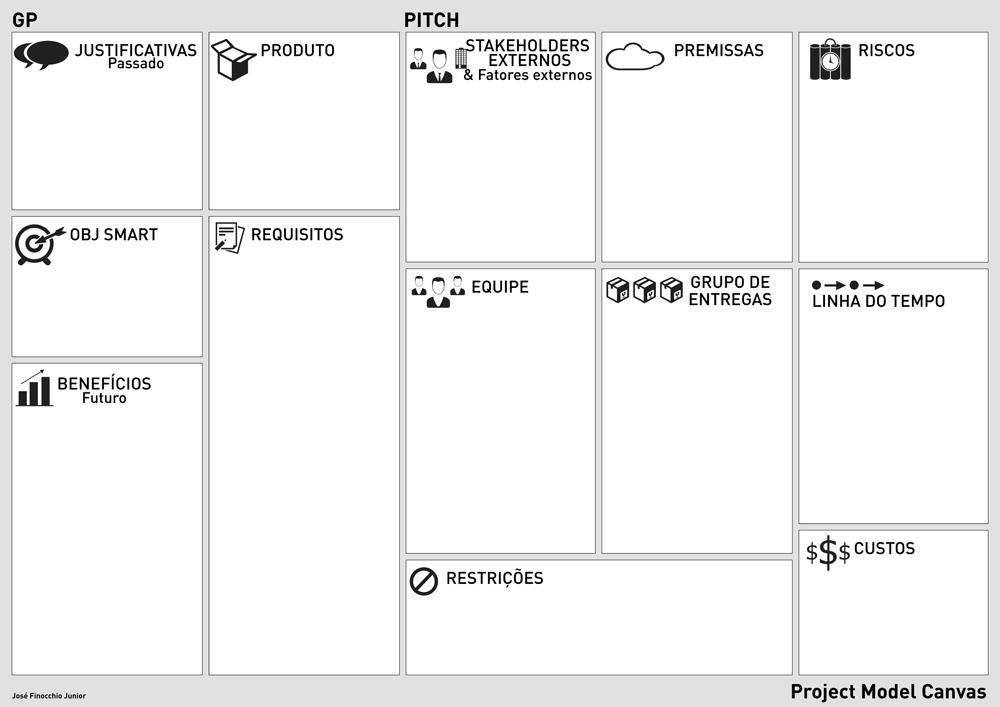 GP
PITCH
JUSTIFICATIVAS
Passado
PRODUTO
STAKEHOLDERS
EXTERNOS
& Fatores externos
PREMISSAS
RISCOS
OBJ SMART
REQUISITOS
EQUIPE
GRUPO DE
ENTREGAS
LINHA DO TEMPO
BENEFÍCIOS
Futuro
RESTRIÇÕES
$$$ CUSTOS
José Finocchio Junior
Project Model Canvas